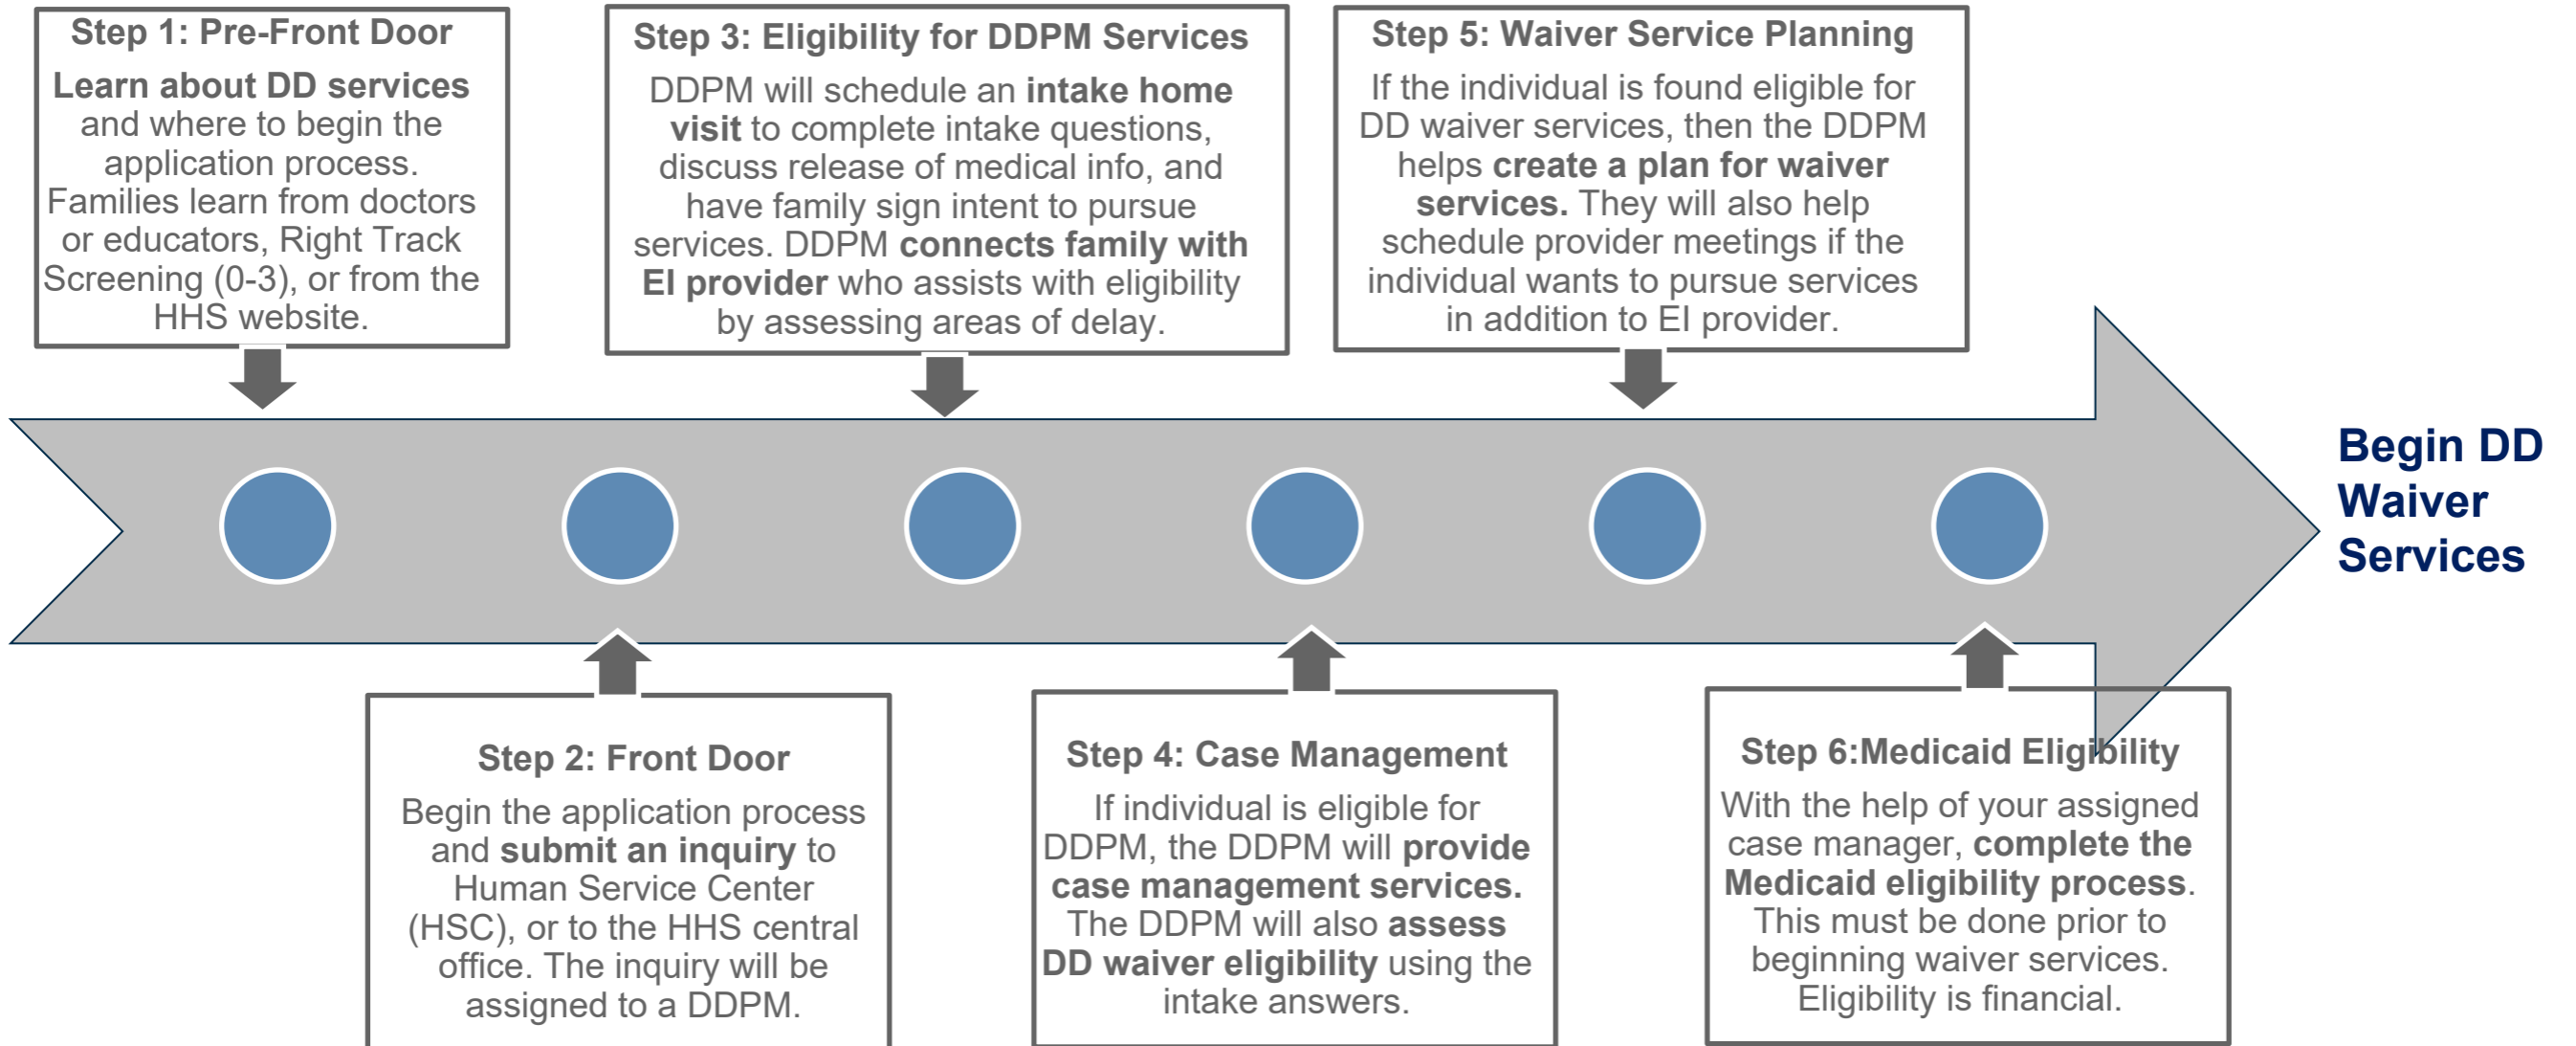 Step 1: Pre-Front Door
Learn about DD services
and where to begin the
application process.
Families learn from doctors
or educators, Right Track
Screening (0-3), or from the
HHS website.
Step 2: Front Door
Begin the application process
and submit an inquiry to
Human Service Center
(HSC), or to the HHS central
office. The inquiry will be
assigned to a DDPM.
Step 3: Eligibility for DDPM Services
DDPM will schedule an intake home
visit to complete intake questions,
discuss release of medical info, and
have family sign intent to pursue
services. DDPM connects family with
EI provider who assists with eligibility
by assessing areas of delay.
Step 4: Case Management
If individual is eligible for
DDPM, the DDPM will provide
case management services.
The DDPM will also assess
DD waiver eligibility using the
intake answers.
Step 5: Waiver Service Planning
If the individual is found eligible for
DD waiver services, then the DDPM
helps create a plan for waiver
services. They will also help
schedule provider meetings if the
individual wants to pursue services
in addition to EI provider.
Step 6:Medicaid Eligibility
With the help of your assigned
case manager, complete the
Medicaid eligibility process.
This must be done prior to
beginning waiver services.
Eligibility is financial.
Begin DD
Waiver
Services